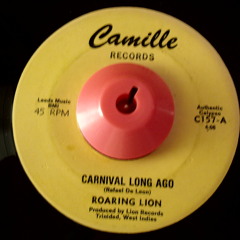 Camille
RECORDS
Leeds Music
BMI
45 RPM
Authentic
Calypso
C157-A
CARNIVAL LONG AGO
(Rafael De Leon)
ROARING LION
Produced by Lion Records
Trinidad, West Indies